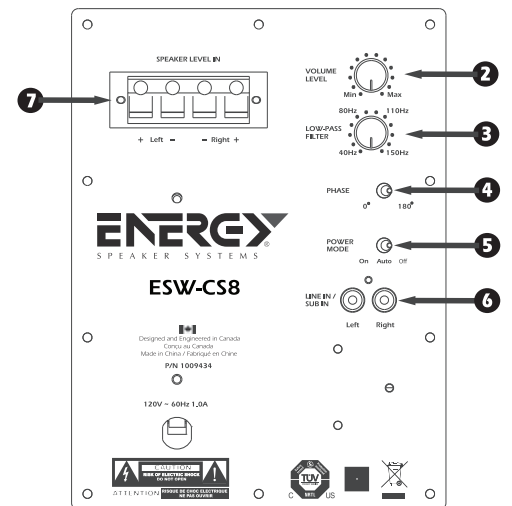 SPEAKER LEVEL IN
7
+ Left − − Right +
VOLUME
LEVEL
Min Max
2
80Hz 110Hz
LOW-PASS
FILTER
40Hz 150Hz
3
PHASE
0° 180°
4
POWER
MODE
On Auto Off
5
LINE IN /
SUB IN
Left Right
6
ENERGY®
SPEAKER SYSTEMS
ESW-CS8
Designed and Engineered in Canada
Conçu au Canada
Made in China / Fabriqué en Chine
P/N 1009434
120V ~ 60Hz 1.0A
CAUTION
RISK OF ELECTRIC SHOCK
DO NOT OPEN
ATTENTION
RISQUE DE CHOC ELECTRIQUE
NE PAS OUVRIR
TÜV
C NRTL US